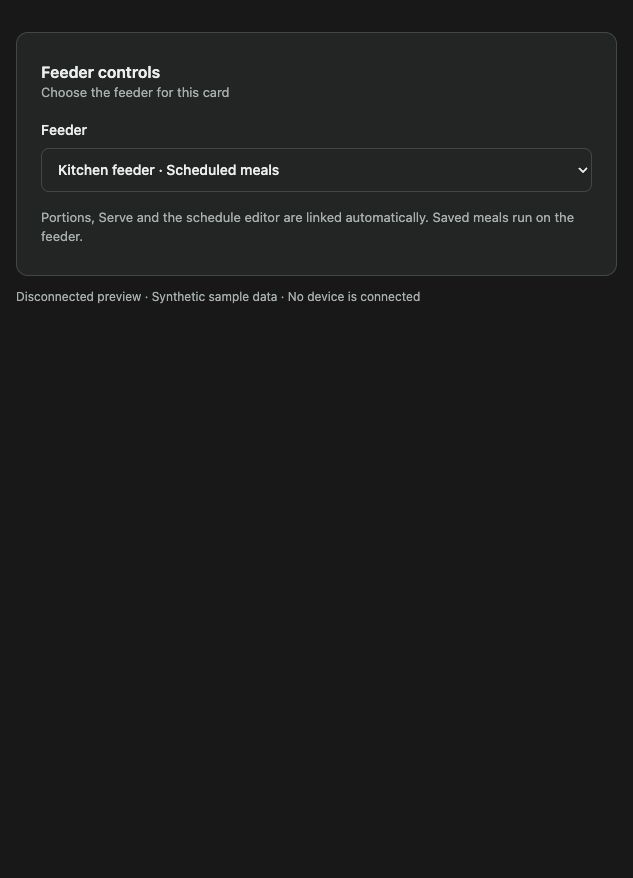 Feeder controls
Choose the feeder for this card
Feeder
Kitchen feeder · Scheduled meals
Portions, Serve and the schedule editor are linked automatically. Saved meals run on the
feeder.
Disconnected preview · Synthetic sample data · No device is connected